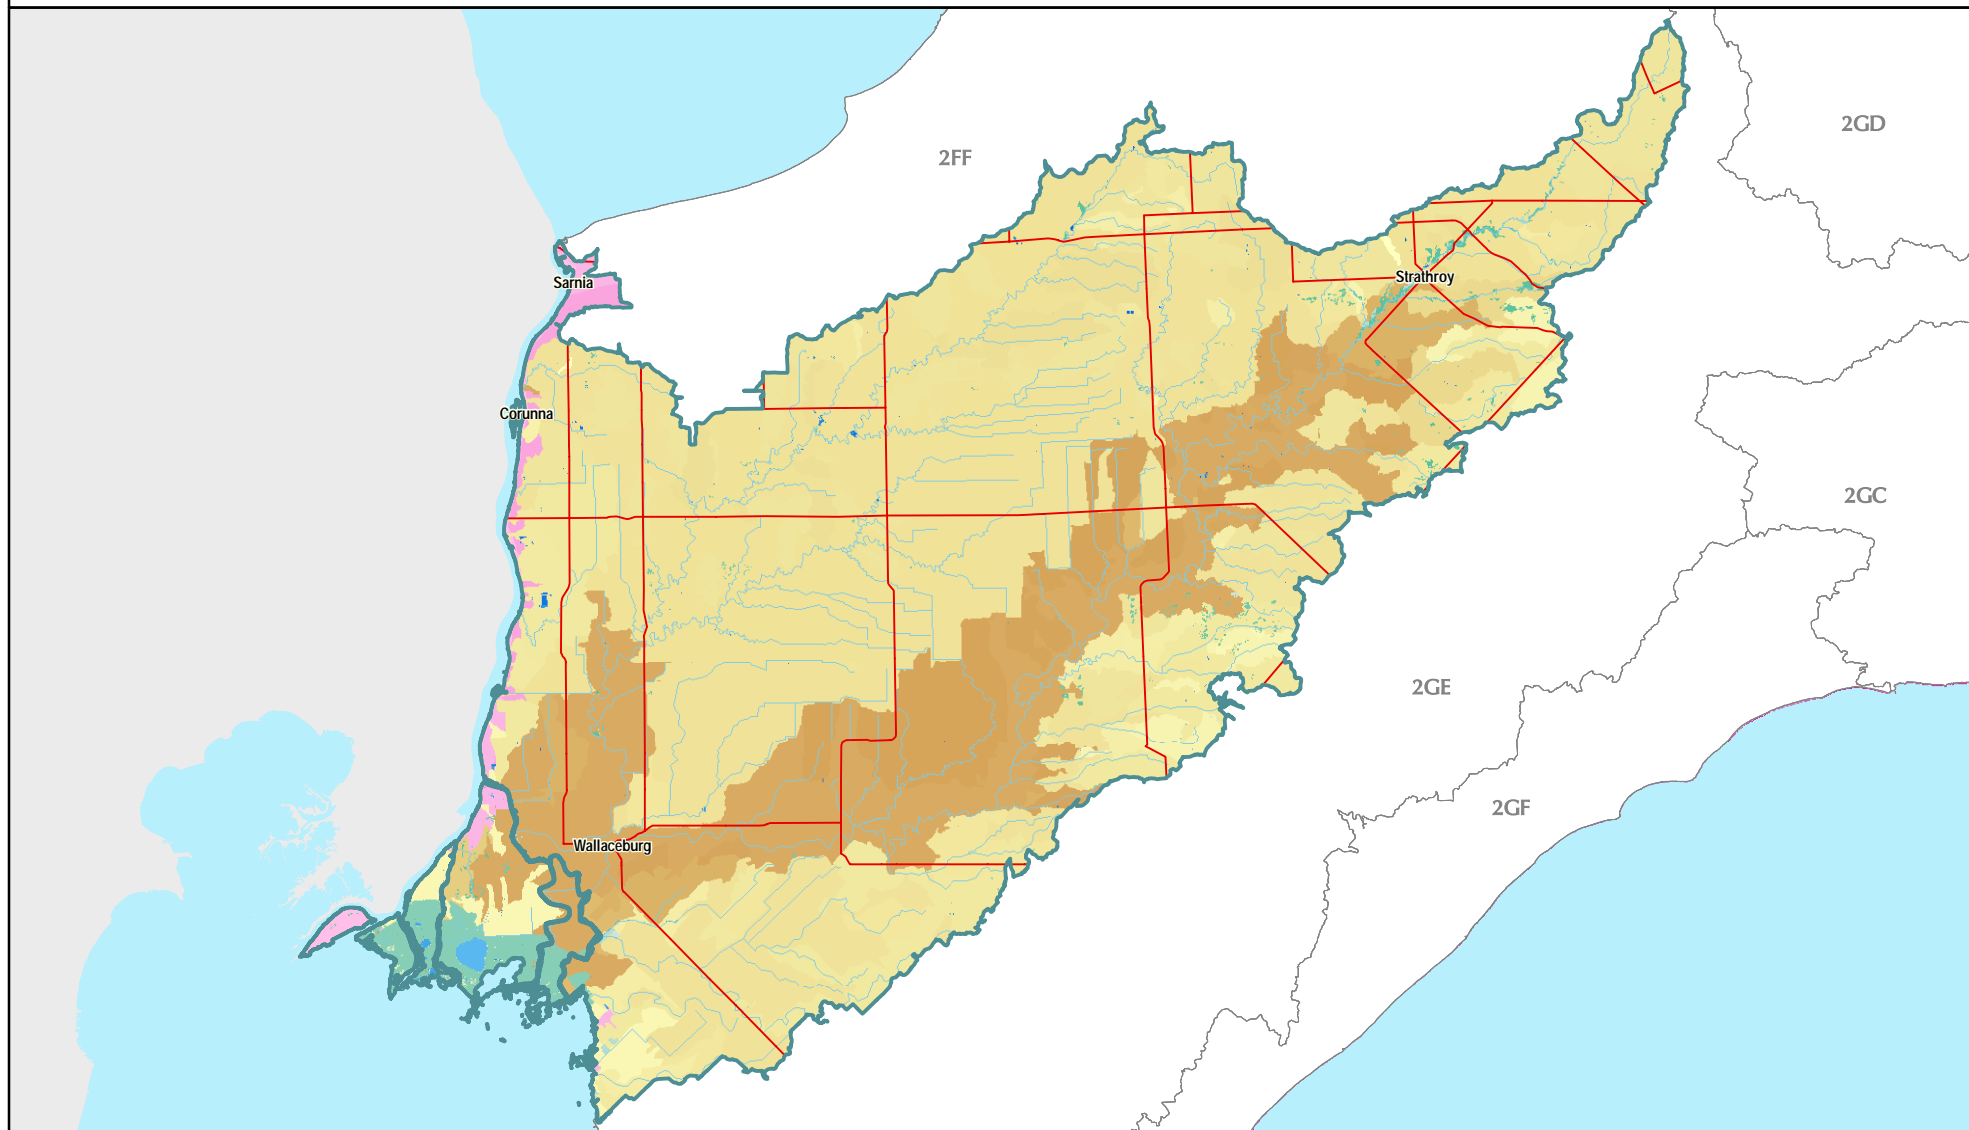 2GD
2FF
Sarnia
Strathroy
Corunna
2GC
2GE
2GF
Wallaceburg